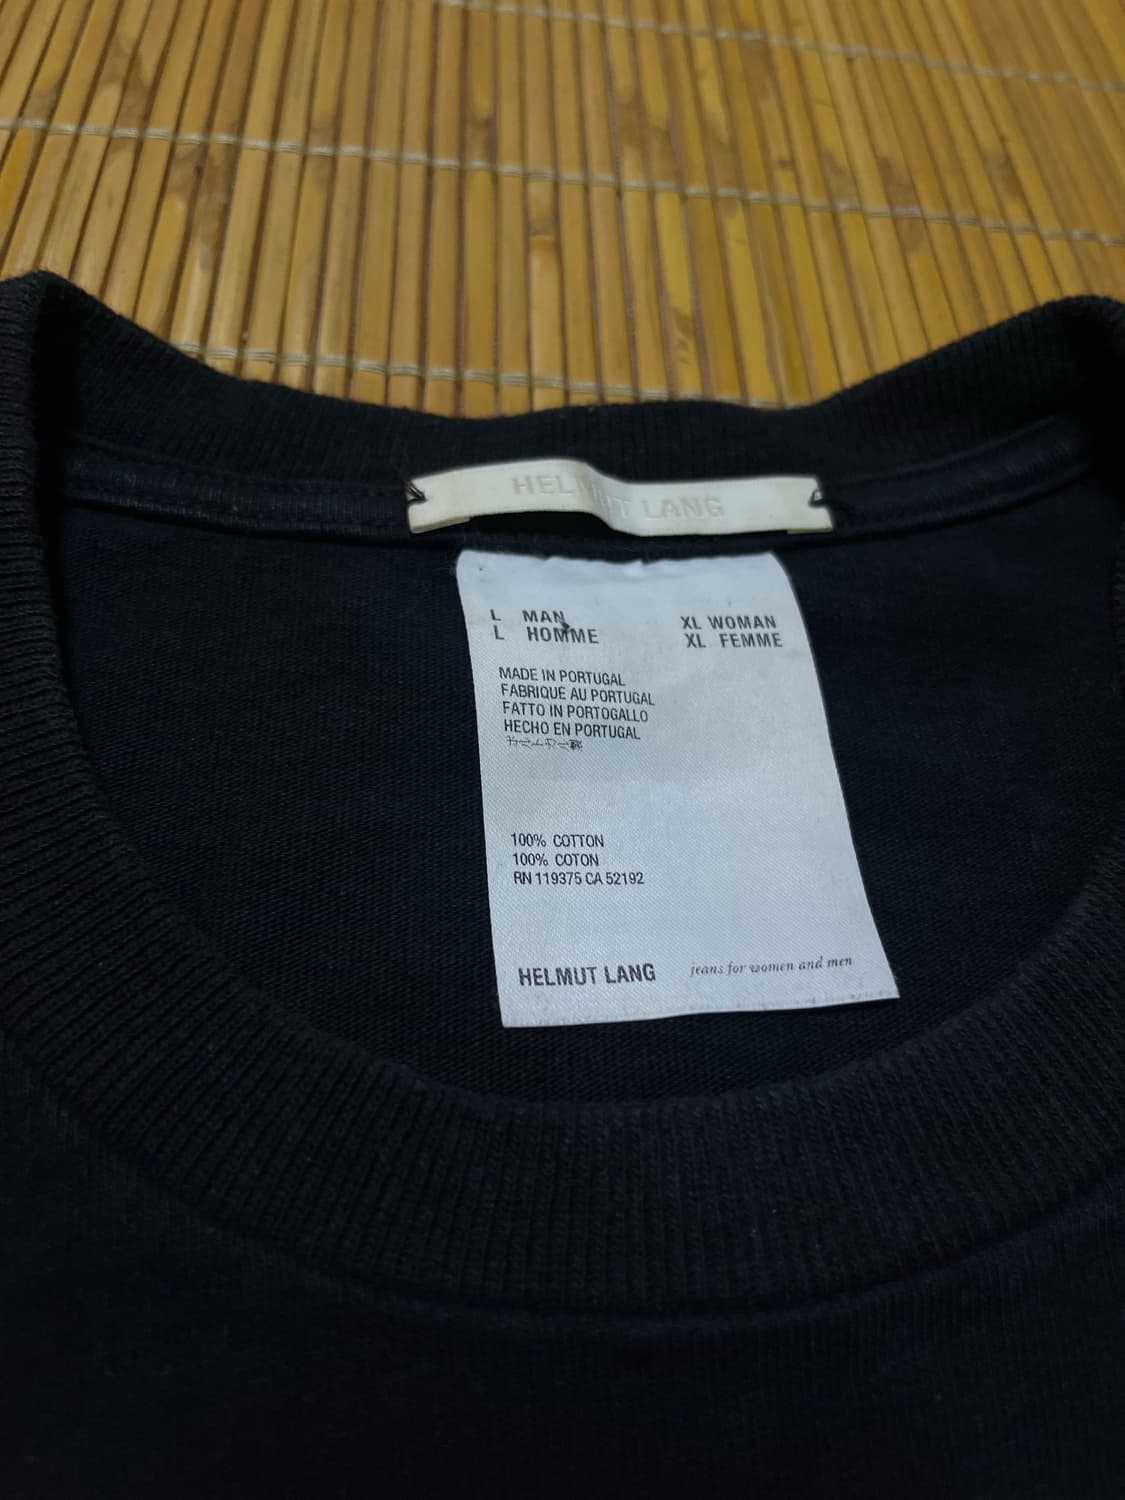 HELMUT LANG
L MAN
L HOMME
XL WOMAN
XL FEMME
MADE IN PORTUGAL
FABRIQUÉ AU PORTUGAL
FATTO IN PORTOGALLO
HECHO EN PORTUGAL
100% COTTON
100% COTON
RN 119375 CA 52192
HELMUT LANG
jeans for women and men